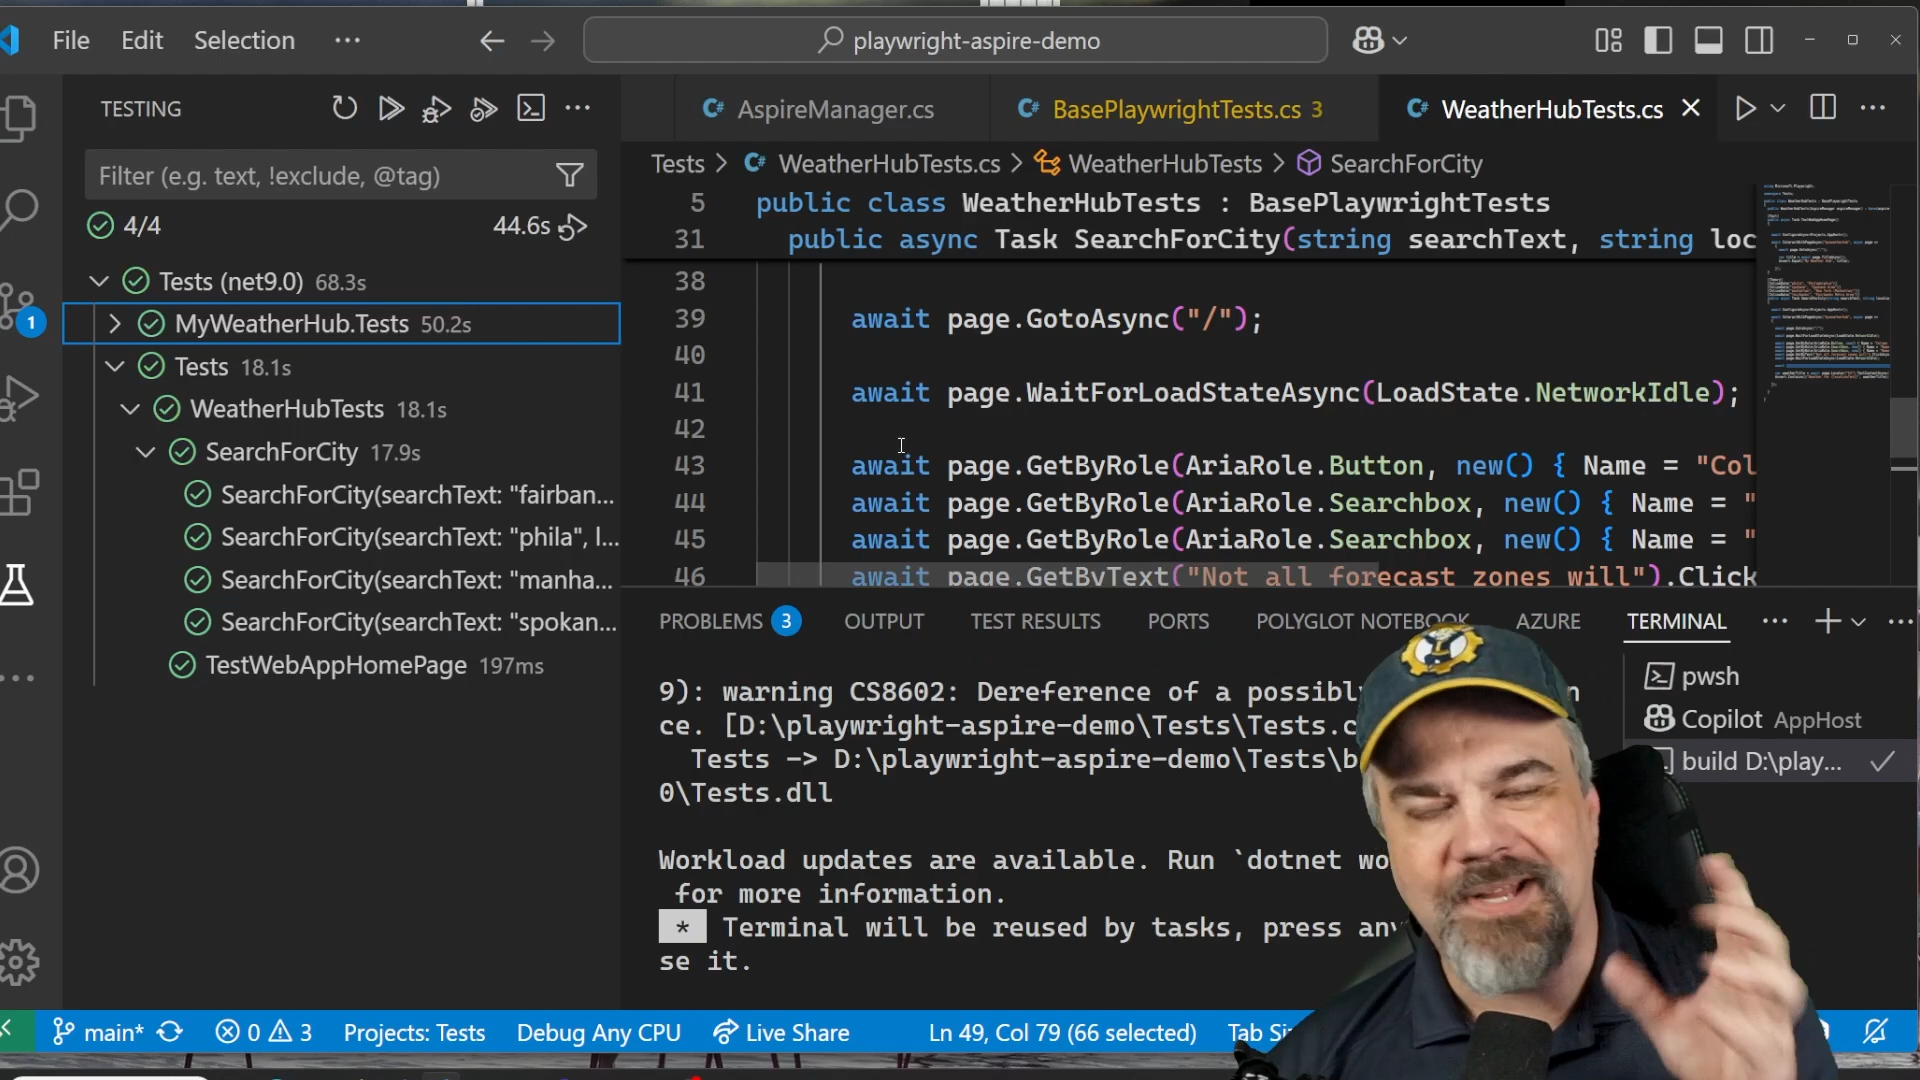 File Edit Selection ···
playwright-aspire-demo
TESTING
Filter (e.g. text, !exclude, @tag)
4/4 44.6s
Tests (net9.0) 68.3s
MyWeatherHub.Tests 50.2s
Tests 18.1s
WeatherHubTests 18.1s
SearchForCity 17.9s
SearchForCity(searchText: "fairban...
SearchForCity(searchText: "phila", l...
SearchForCity(searchText: "manha...
SearchForCity(searchText: "spokan...
TestWebAppHomePage 197ms
1
AspireManager.cs BasePlaywrightTests.cs 3 WeatherHubTests.cs
Tests > WeatherHubTests.cs > WeatherHubTests > SearchForCity
5 public class WeatherHubTests : BasePlaywrightTests
31 public async Task SearchForCity(string searchText, string loc
38
39 await page.GotoAsync("/");
40
41 await page.WaitForLoadStateAsync(LoadState.NetworkIdle);
42
43 await page.GetByRole(AriaRole.Button, new() { Name = "Col
44 await page.GetByRole(AriaRole.Searchbox, new() { Name = "
45 await page.GetByRole(AriaRole.Searchbox, new() { Name = "
46 await page.GetByText("Not all forecast zones will").Click
PROBLEMS 3 OUTPUT TEST RESULTS PORTS POLYGLOT NOTEBOOK AZURE TERMINAL ···
9): warning CS8602: Dereference of a possibl
ce. [D:\playwright-aspire-demo\Tests\Tests.c
Tests -> D:\playwright-aspire-demo\Tests\b
0\Tests.dll
Workload updates are available. Run `dotnet wo
for more information.
* Terminal will be reused by tasks, press any
se it.
pwsh
Copilot AppHost
build D:\play...
main* 0 3 Projects: Tests Debug Any CPU Live Share Ln 49, Col 79 (66 selected) Tab Si